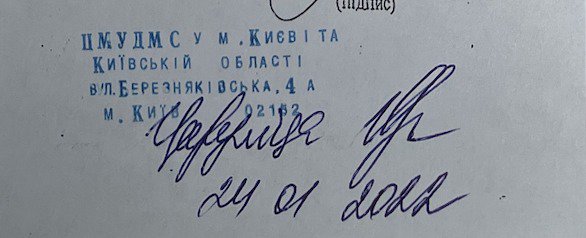 (підпис)
ЦМУДМС У М. КИЄВІ ТА
КИЇВСЬКІЙ ОБЛАСТІ
ВУЛ. БЕРЕЗНЯКІВСЬКА, 4 А
М. КИЇВ 02152
24 01 2022